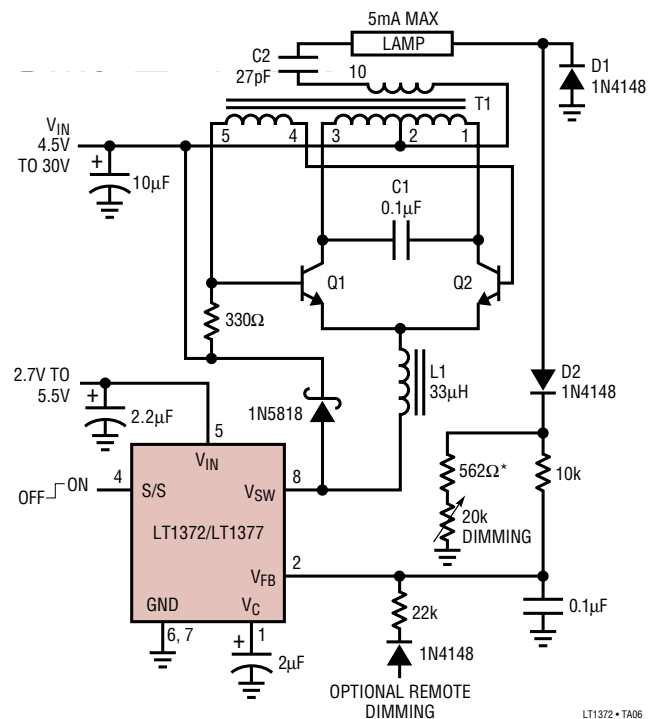 5mA MAX
LAMP
C2
27pF
10
D1
1N4148
T1
VIN
4.5V
TO 30V
5
4
3
2
1
+
10µF
C1
0.1µF
Q1
Q2
330Ω
2.7V TO
5.5V
+
2.2µF
1N5818
L1
33µH
D2
1N4148
5
VIN
4
S/S
VSW
8
OFF
ON
562Ω*
10k
20k
DIMMING
LT1372/LT1377
VFB
2
GND
VC
6, 7
1
+
2µF
22k
0.1µF
1N4148
OPTIONAL REMOTE
DIMMING
LT1372 • TA06